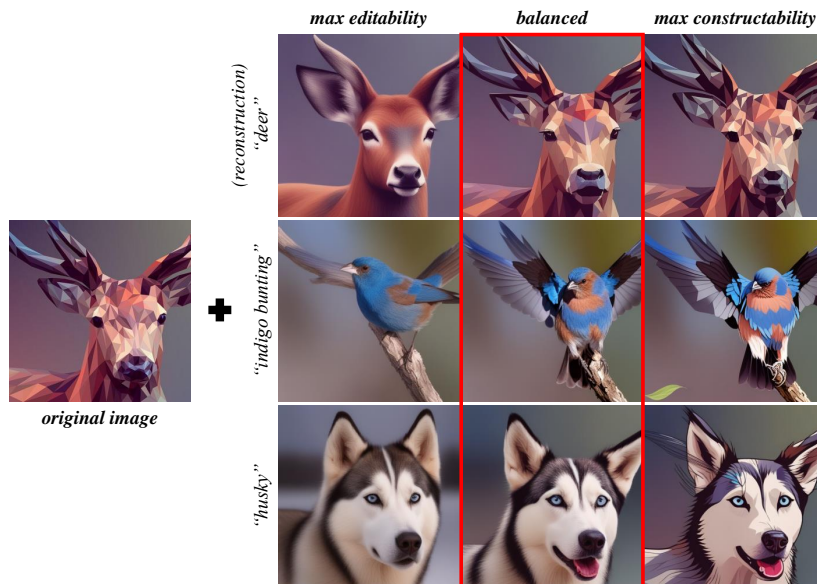 max editability
balanced
max constructability
(reconstruction)
“deer”
“indigo bunting”
“husky”
original image